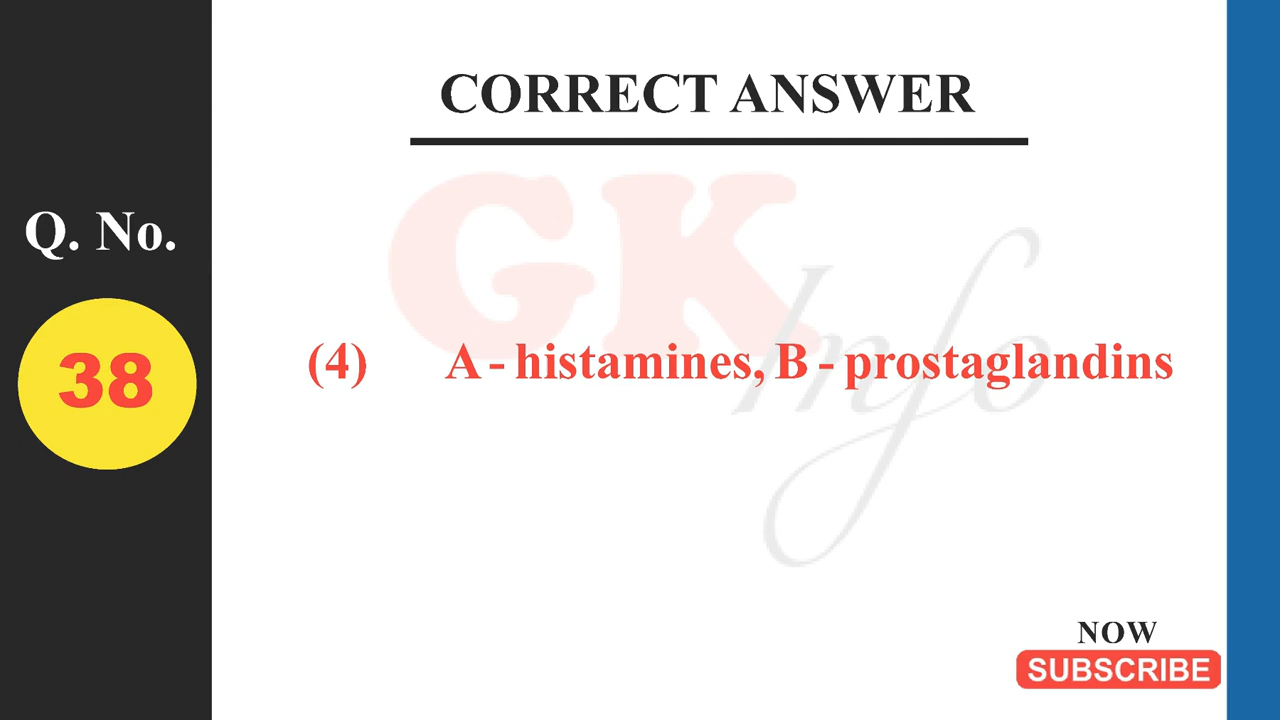 CORRECT ANSWER
Q. No.
38
GK
Info
(4) A - histamines, B - prostaglandins
NOW
SUBSCRIBE